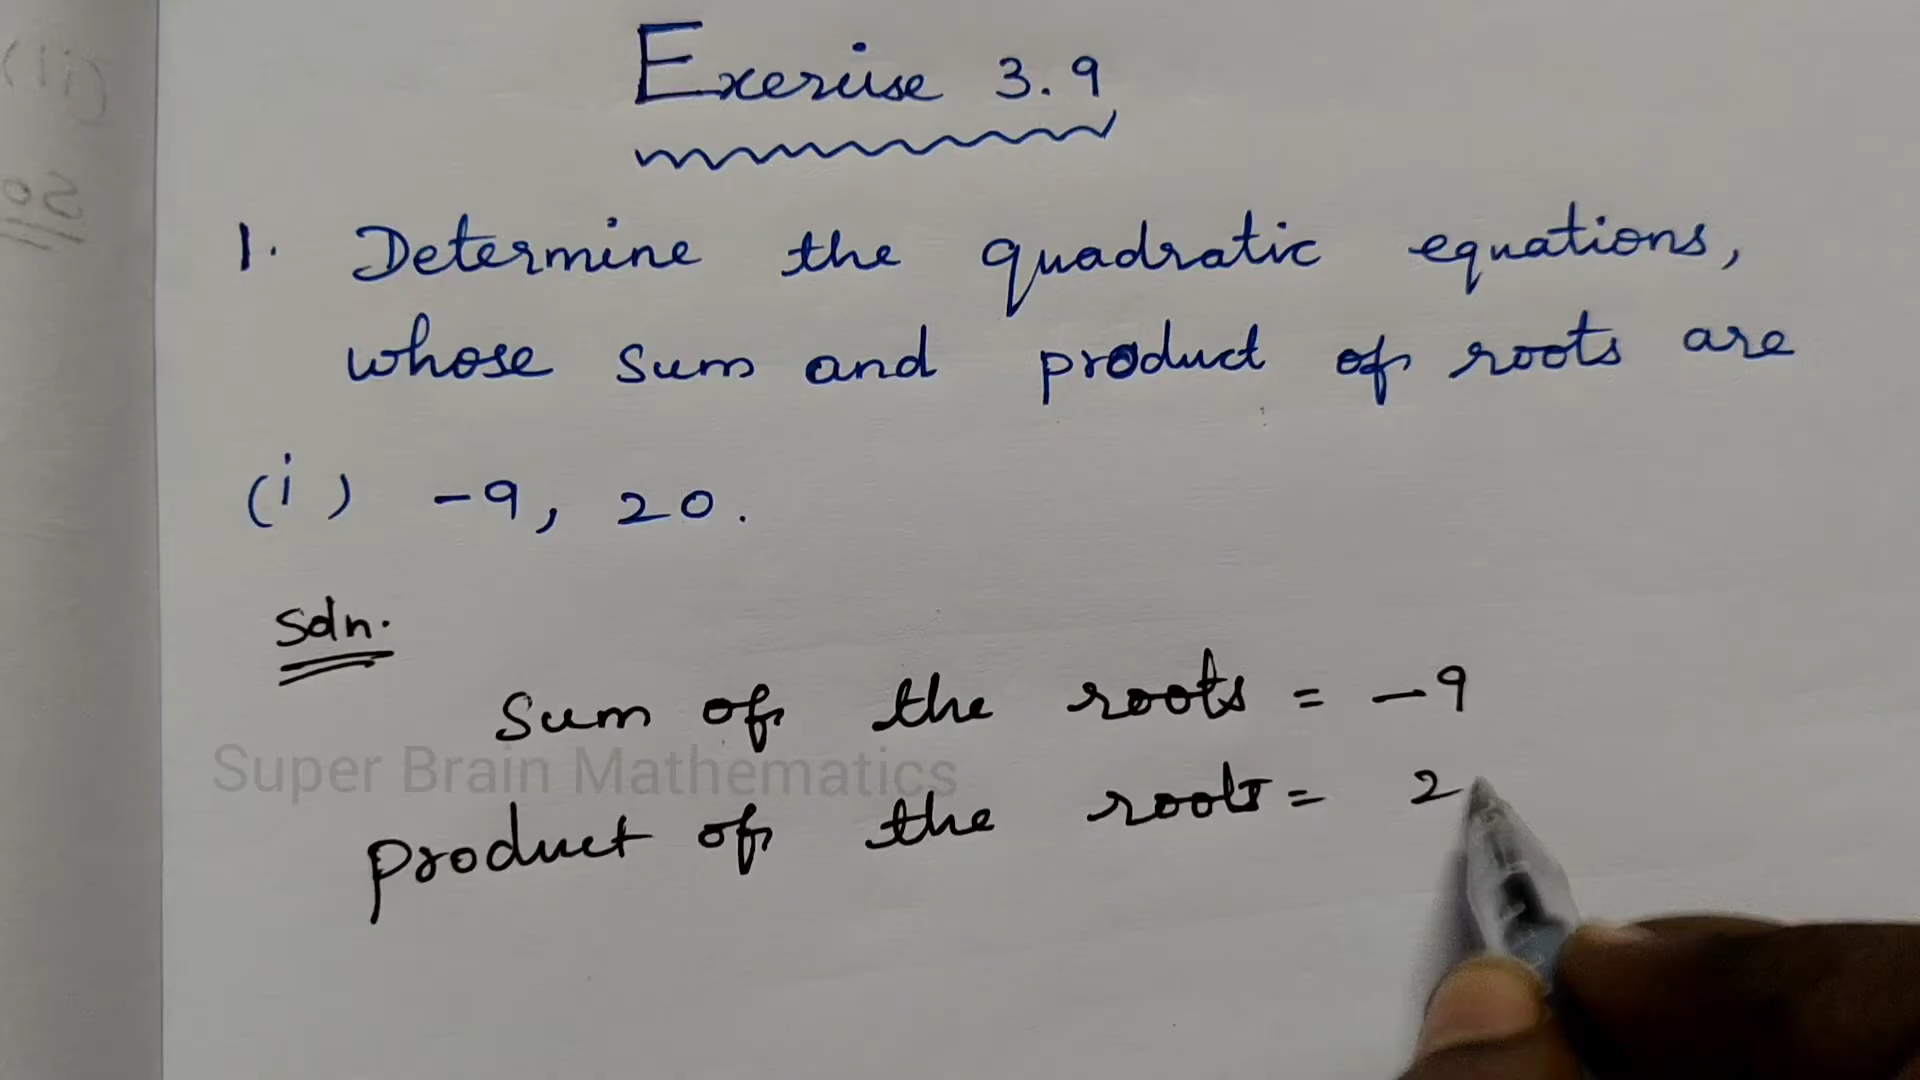 Exercise 3.9
1. Determine the quadratic equations,
whose sum and product of roots are
(i) -9, 20.
Soln.
Sum of the roots = -9
Super Brain Mathematics
product of the roots = 2